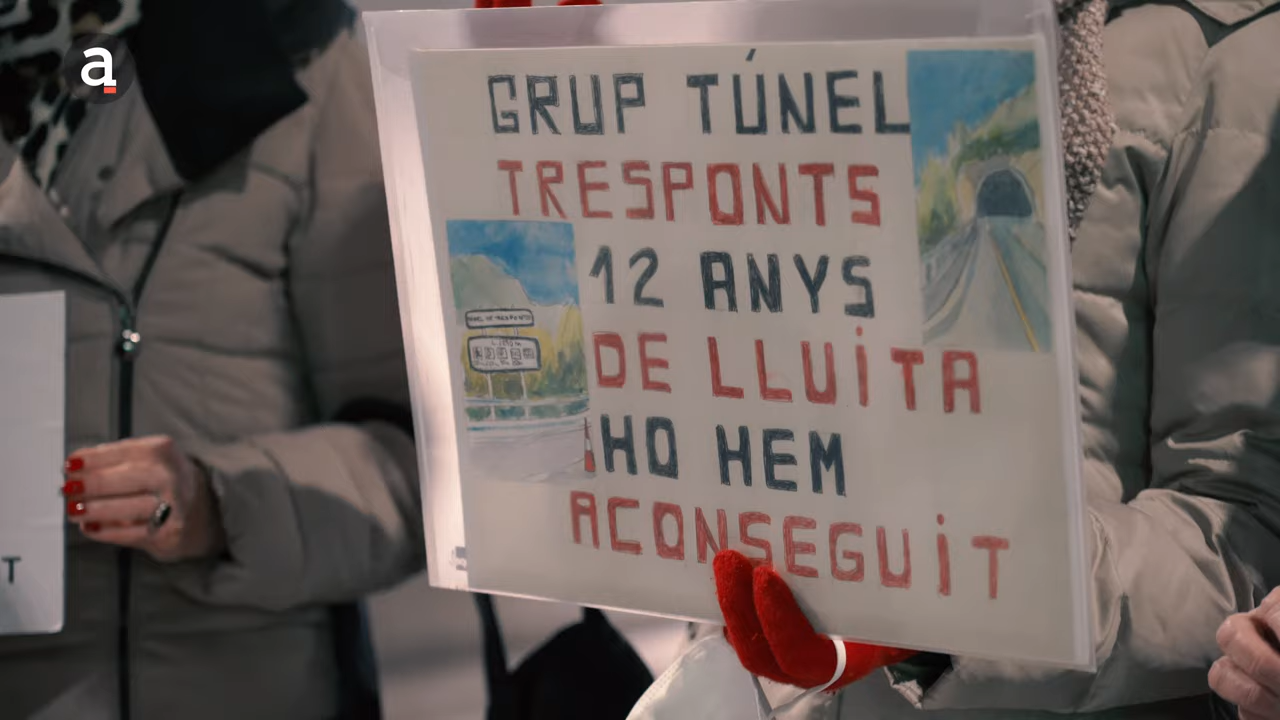 a
GRUP TÚNEL
TRESPONTS
12 ANYS
DE LLUiTA
HO HEM
ACONSEGUiT
T